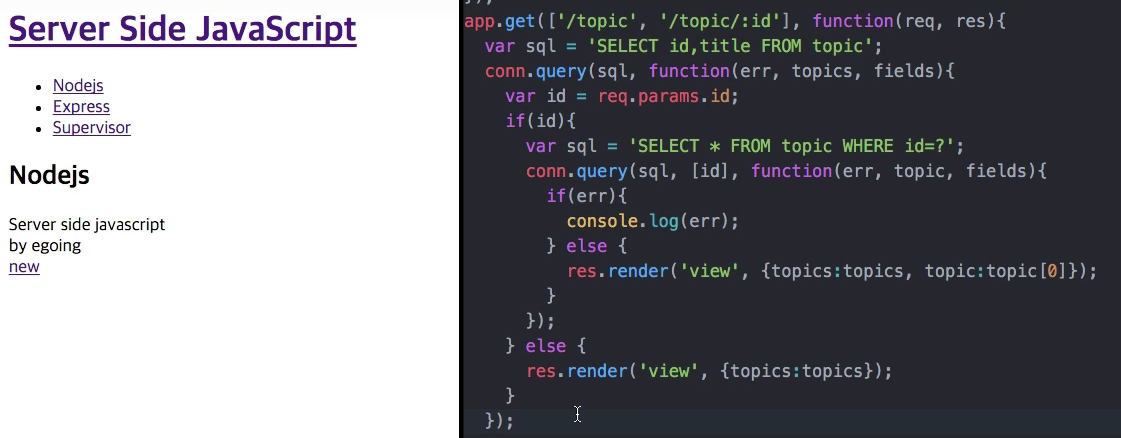 Server Side JavaScript
Nodejs
Express
Supervisor
Nodejs
Server side javascript
by egoing
new
});
app.get(['/topic', '/topic/:id'], function(req, res){
  var sql = 'SELECT id,title FROM topic';
  conn.query(sql, function(err, topics, fields){
    var id = req.params.id;
    if(id){
      var sql = 'SELECT * FROM topic WHERE id=?';
      conn.query(sql, [id], function(err, topic, fields){
        if(err){
          console.log(err);
        } else {
          res.render('view', {topics:topics, topic:topic[0]});
        }
      });
    } else {
      res.render('view', {topics:topics});
    }
  });